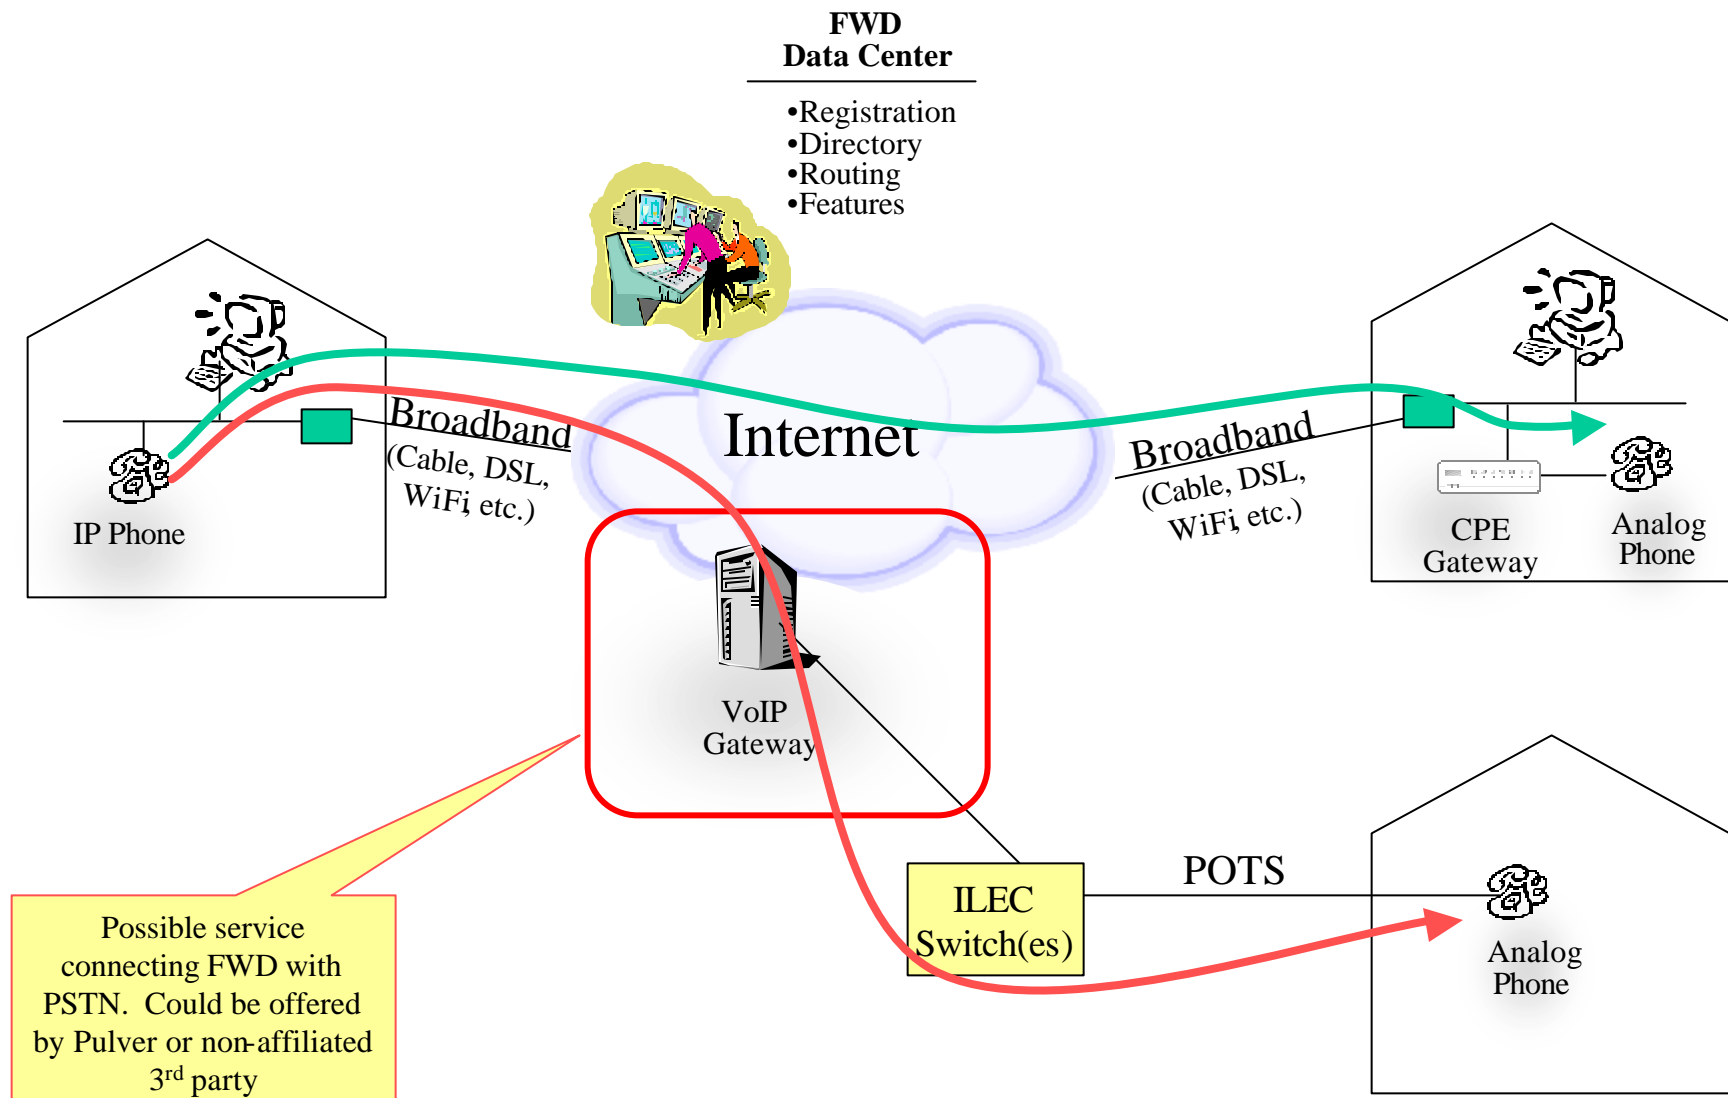 FWD
Data Center
•Registration
•Directory
•Routing
•Features
Internet
Broadband
(Cable, DSL,
WiFi, etc.)
IP Phone
Broadband
(Cable, DSL,
WiFi, etc.)
CPE
Gateway
Analog
Phone
VoIP
Gateway
ILEC
Switch(es)
POTS
Analog
Phone
Possible service
connecting FWD with
PSTN.  Could be offered
by Pulver or non-affiliated
3rd party